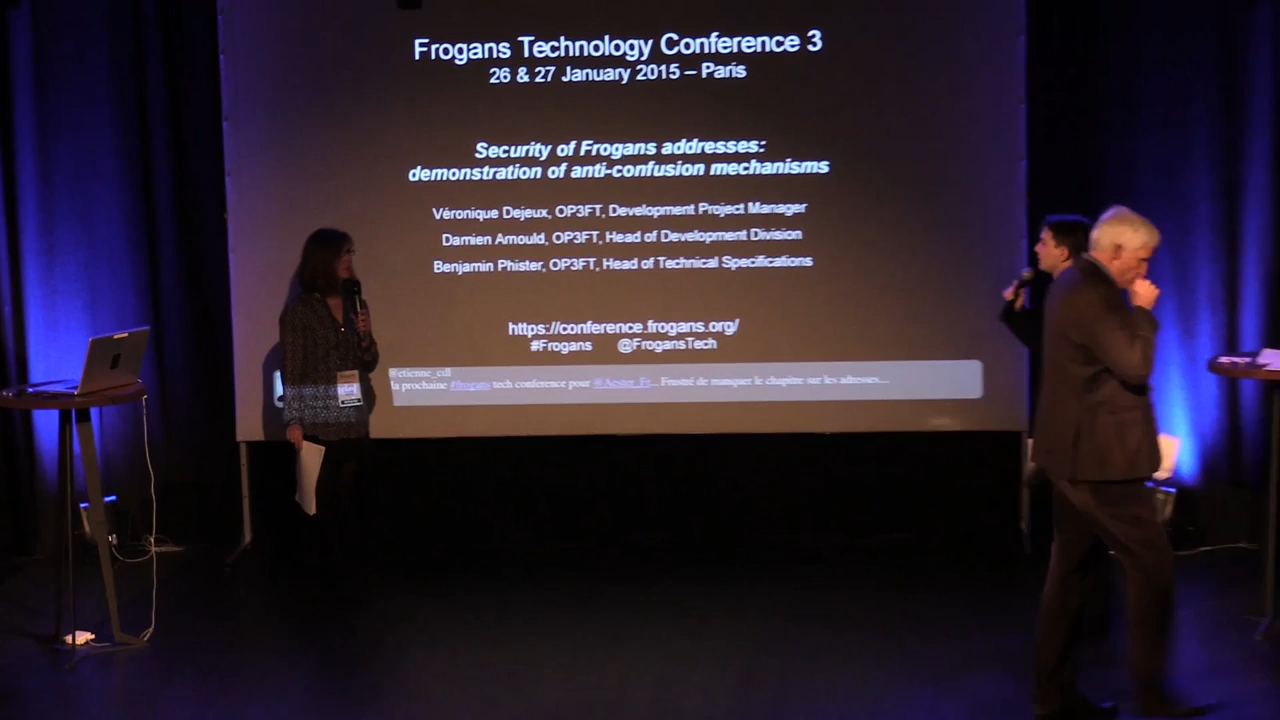 Frogans Technology Conference 3
26 & 27 January 2015 – Paris
Security of Frogans addresses:
demonstration of anti-confusion mechanisms
Véronique Dejeux, OP3FT, Development Project Manager
Damien Arnould, OP3FT, Head of Development Division
Benjamin Phister, OP3FT, Head of Technical Specifications
https://conference.frogans.org/
#Frogans @FrogansTech
@etienne_cdl
la prochaine #frogans tech conference pour ... Frustré de manquer le chapitre sur les adresses...